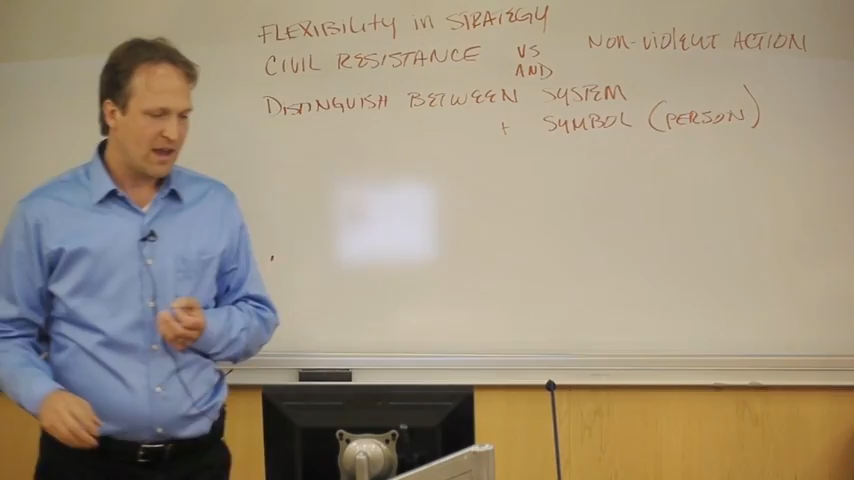 FLEXIBILITY in STRATEGY
CIVIL RESISTANCE VS NON-VIOLENT ACTION
AND
DISTINGUISH BETWEEN SYSTEM
+ SYMBOL (PERSON)